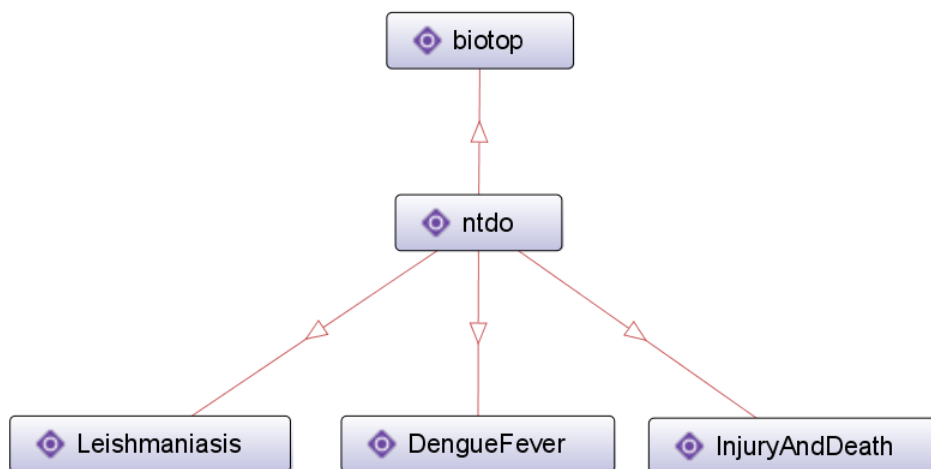 biotop
ntdo
Leishmaniasis
DengueFever
InjuryAndDeath